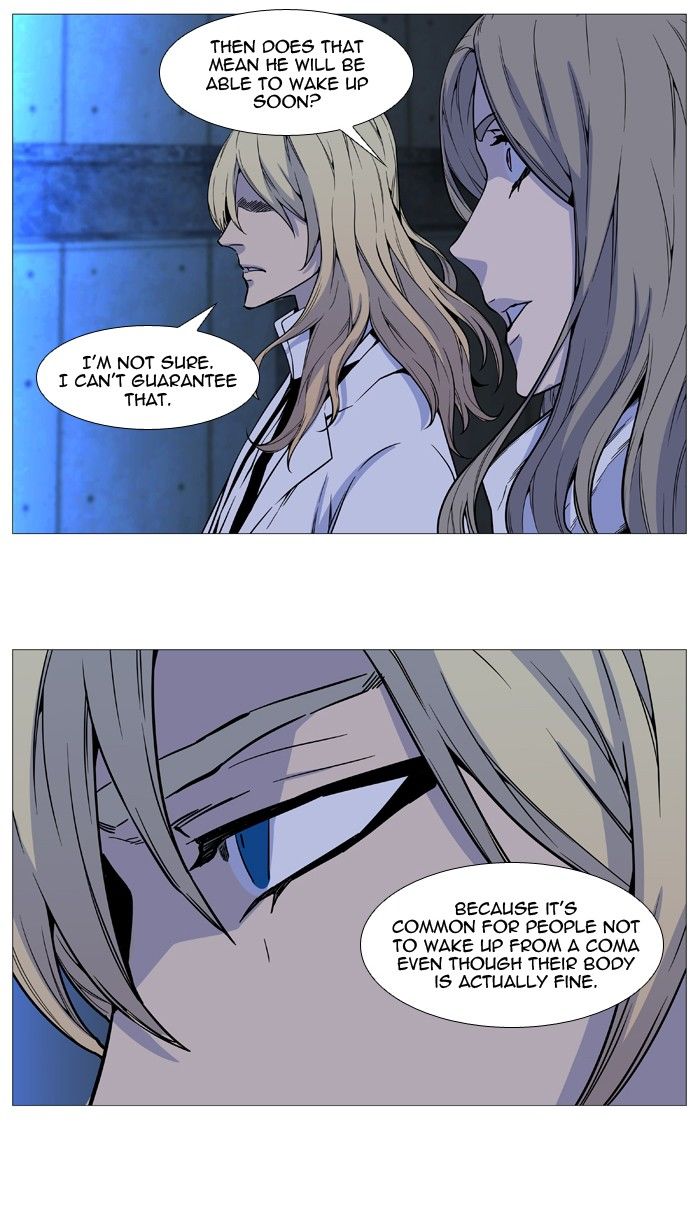 THEN DOES THAT
MEAN HE WILL BE
ABLE TO WAKE UP
SOON?
I'M NOT SURE.
I CAN'T GUARANTEE
THAT.
BECAUSE IT'S
COMMON FOR PEOPLE NOT
TO WAKE UP FROM A COMA
EVEN THOUGH THEIR BODY
IS ACTUALLY FINE.